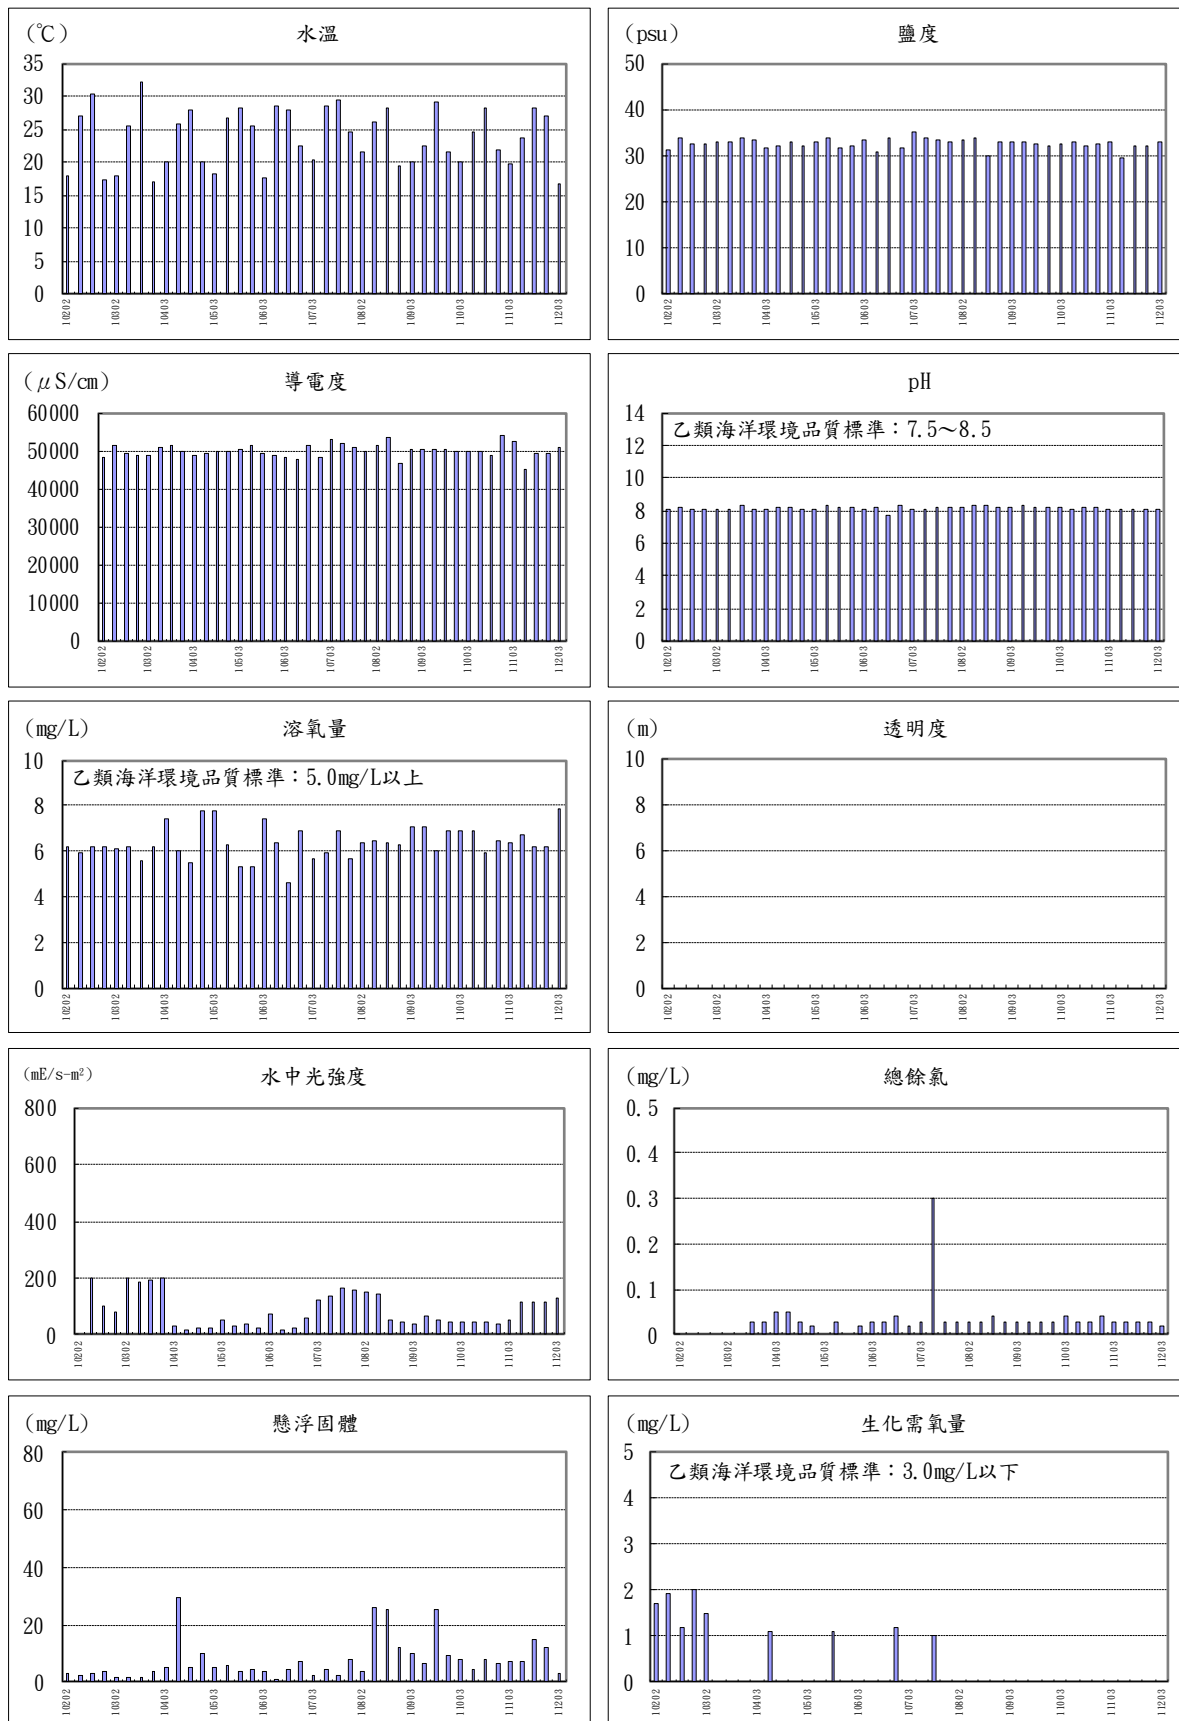 (℃) 水溫
35
30
25
20
15
10
5
0
10202 10302 10403 10503 10603 10703 10802 10903 11003 11103 11203
(psu) 鹽度
50
40
30
20
10
0
10202 10302 10403 10503 10603 10703 10802 10903 11003 11103 11203
(μS/cm) 導電度
60000
50000
40000
30000
20000
10000
0
10202 10302 10403 10503 10603 10703 10802 10903 11003 11103 11203
pH
乙類海洋環境品質標準：7.5～8.5
14
12
10
8
6
4
2
0
10202 10302 10403 10503 10603 10703 10802 10903 11003 11103 11203
(mg/L) 溶氧量
乙類海洋環境品質標準：5.0mg/L以上
10
8
6
4
2
0
10202 10302 10403 10503 10603 10703 10802 10903 11003 11103 11203
(m) 透明度
10
8
6
4
2
0
10202 10302 10403 10503 10603 10703 10802 10903 11003 11103 11203
(mE/s-m²) 水中光強度
800
600
400
200
0
10202 10302 10403 10503 10603 10703 10802 10903 11003 11103 11203
(mg/L) 總餘氯
0.5
0.4
0.3
0.2
0.1
0
10202 10302 10403 10503 10603 10703 10802 10903 11003 11103 11203
(mg/L) 懸浮固體
80
60
40
20
0
10202 10302 10403 10503 10603 10703 10802 10903 11003 11103 11203
(mg/L) 生化需氧量
乙類海洋環境品質標準：3.0mg/L以下
5
4
3
2
1
0
10202 10302 10403 10503 10603 10703 10802 10903 11003 11103 11203